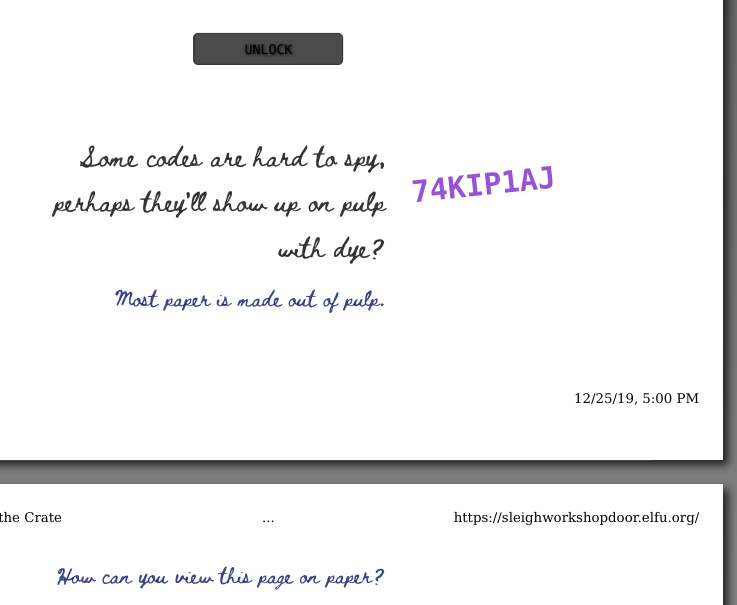 UNLOCK
Some codes are hard to spy,
perhaps they'll show up on pulp
with dye?
74KIP1AJ
Most paper is made out of pulp.
12/25/19, 5:00 PM
the Crate ... https://sleighworkshopdoor.elfu.org/
How can you view this page on paper?